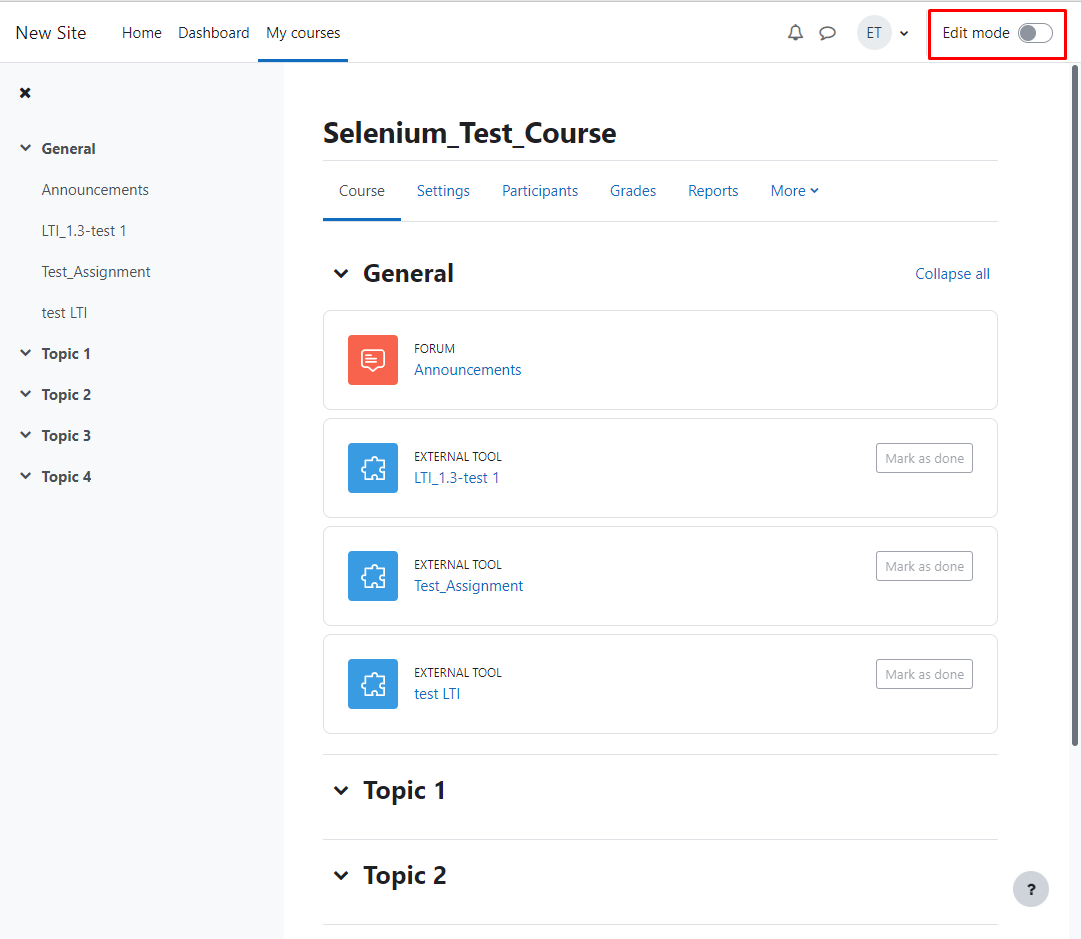 New Site Home Dashboard My courses ET Edit mode
General
Announcements
LTI_1.3-test 1
Test_Assignment
test LTI
Topic 1
Topic 2
Topic 3
Topic 4
Selenium_Test_Course
Course Settings Participants Grades Reports More
General Collapse all
FORUM
Announcements
EXTERNAL TOOL
LTI_1.3-test 1
Mark as done
EXTERNAL TOOL
Test_Assignment
Mark as done
EXTERNAL TOOL
test LTI
Mark as done
Topic 1
Topic 2
?